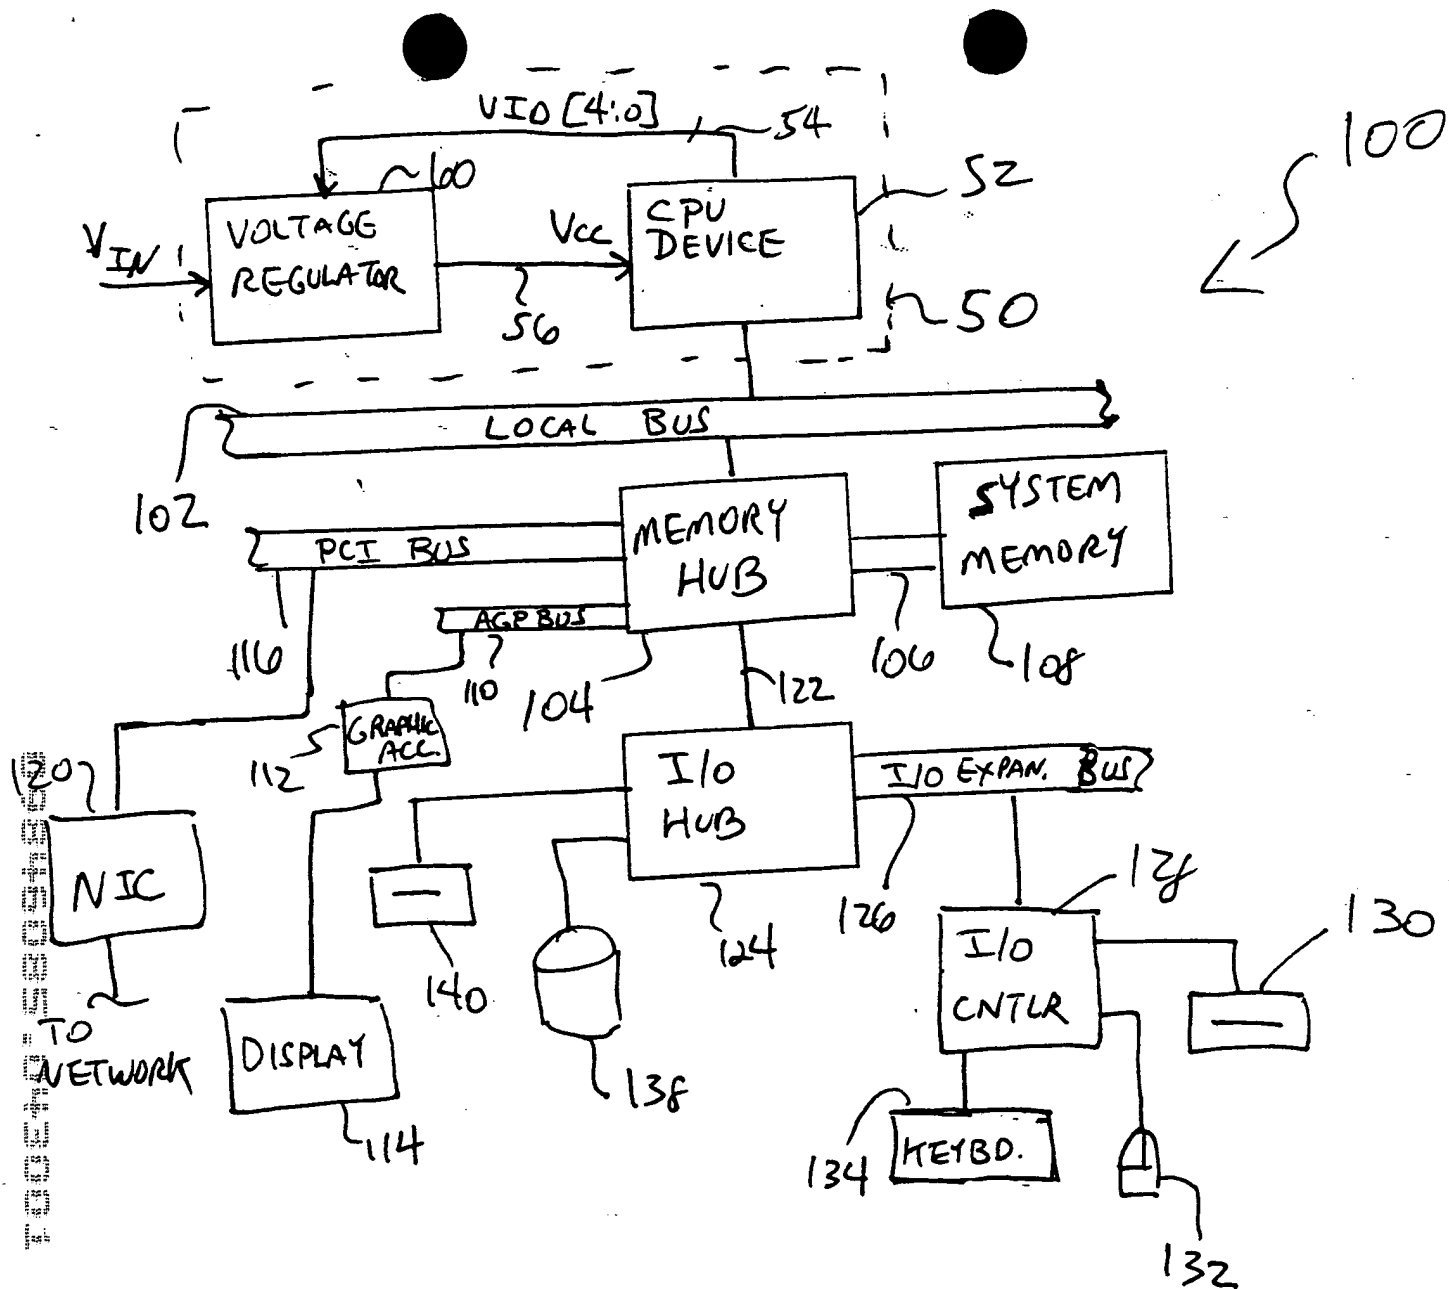 VID [4:0]
54
100
60
52
VOLTAGE
REGULATOR
VIN
Vcc
CPU
DEVICE
56
50
LOCAL BUS
102
PCI BUS
MEMORY
HUB
SYSTEM
MEMORY
AGP BUS
116
110
104
106
108
122
GRAPHIC
ACC.
112
120
I/O
HUB
I/O EXPAN. BUS
NIC
140
124
126
128
130
I/O
CNTLR
TO
NETWORK
DISPLAY
138
114
134
KEYBD.
132